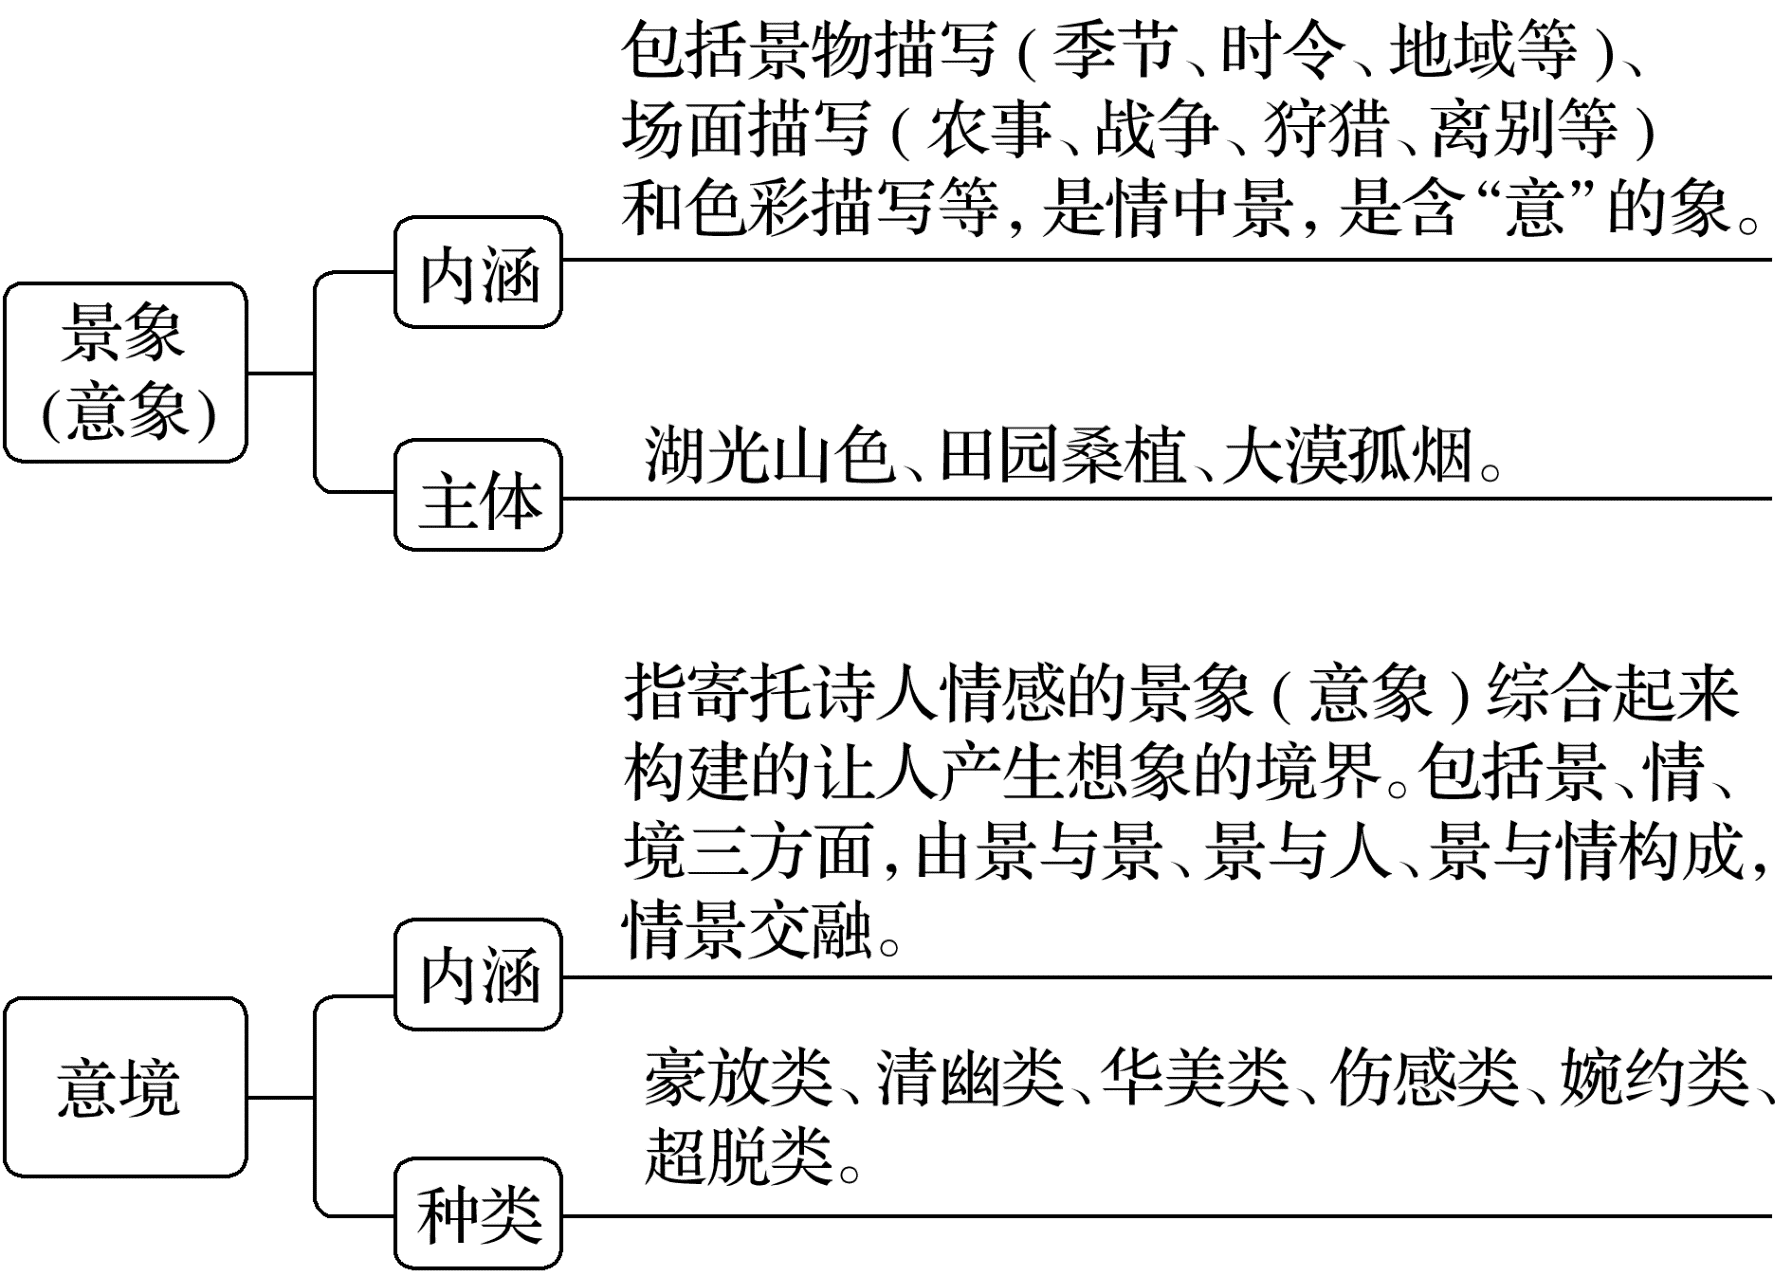 包括景物描写(季节、时令、地域等)、
场面描写(农事、战争、狩猎、离别等)
和色彩描写等,是情中景,是含“意”的象。
内涵
景象
(意象)
湖光山色、田园桑植、大漠孤烟。
主体
指寄托诗人情感的景象(意象)综合起来
构建的让人产生想象的境界。包括景、情、
境三方面,由景与景、景与人、景与情构成,
情景交融。
内涵
意境
豪放类、清幽类、华美类、伤感类、婉约类、
超脱类。
种类